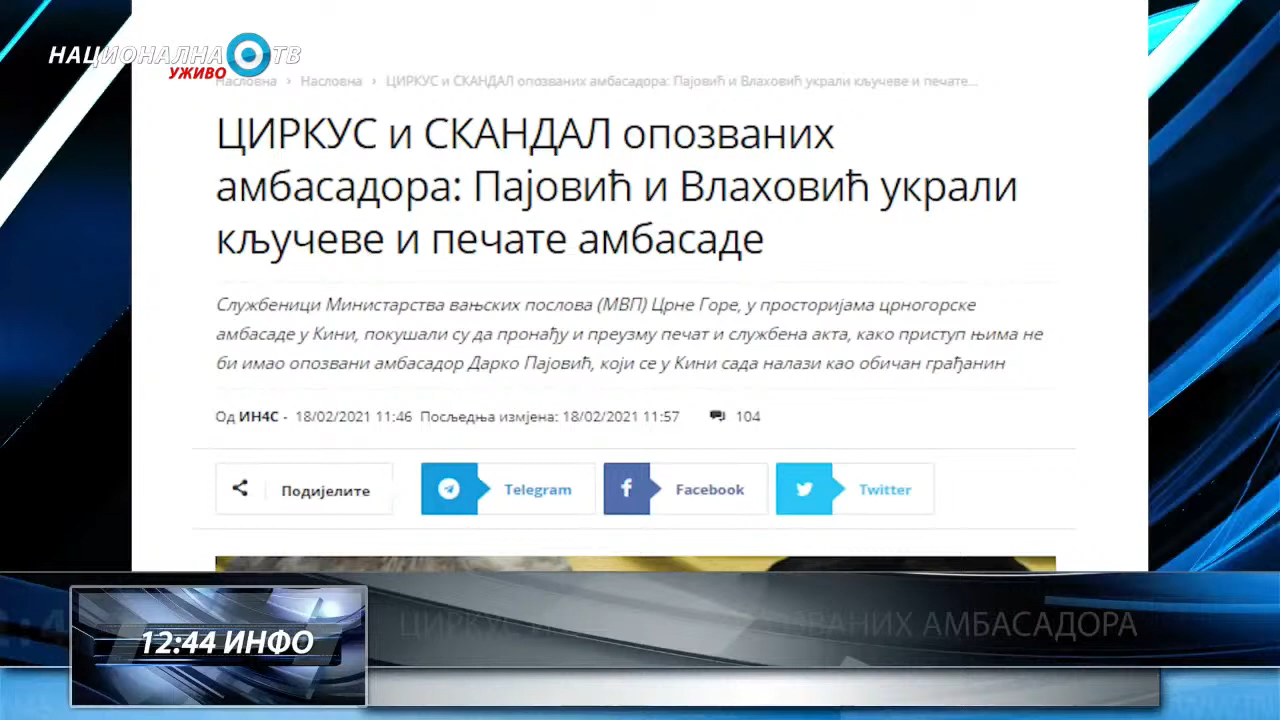 НАЦИОНАЛНА ТВ
УЖИВО
Насловна › Насловна › ЦИРКУС и СКАНДАЛ опозваних амбасадора: Пајовић и Влаховић украли кључеве и печате...
ЦИРКУС и СКАНДАЛ опозваних
амбасадора: Пајовић и Влаховић украли
кључеве и печате амбасаде
Службеници Министарства вањских послова (МВП) Црне Горе, у просторијама црногорске
амбасаде у Кини, покушали су да пронађу и преузму печат и службена акта, како приступ њима не
би имао опозвани амбасадор Дарко Пајовић, који се у Кини сада налази као обичан грађанин
Од ИН4С - 18/02/2021 11:46 Посљедња измјена: 18/02/2021 11:57 104
Подијелите Telegram Facebook Twitter
12:44 ИНФО
ЦИРКУС АМБАСАДОРА